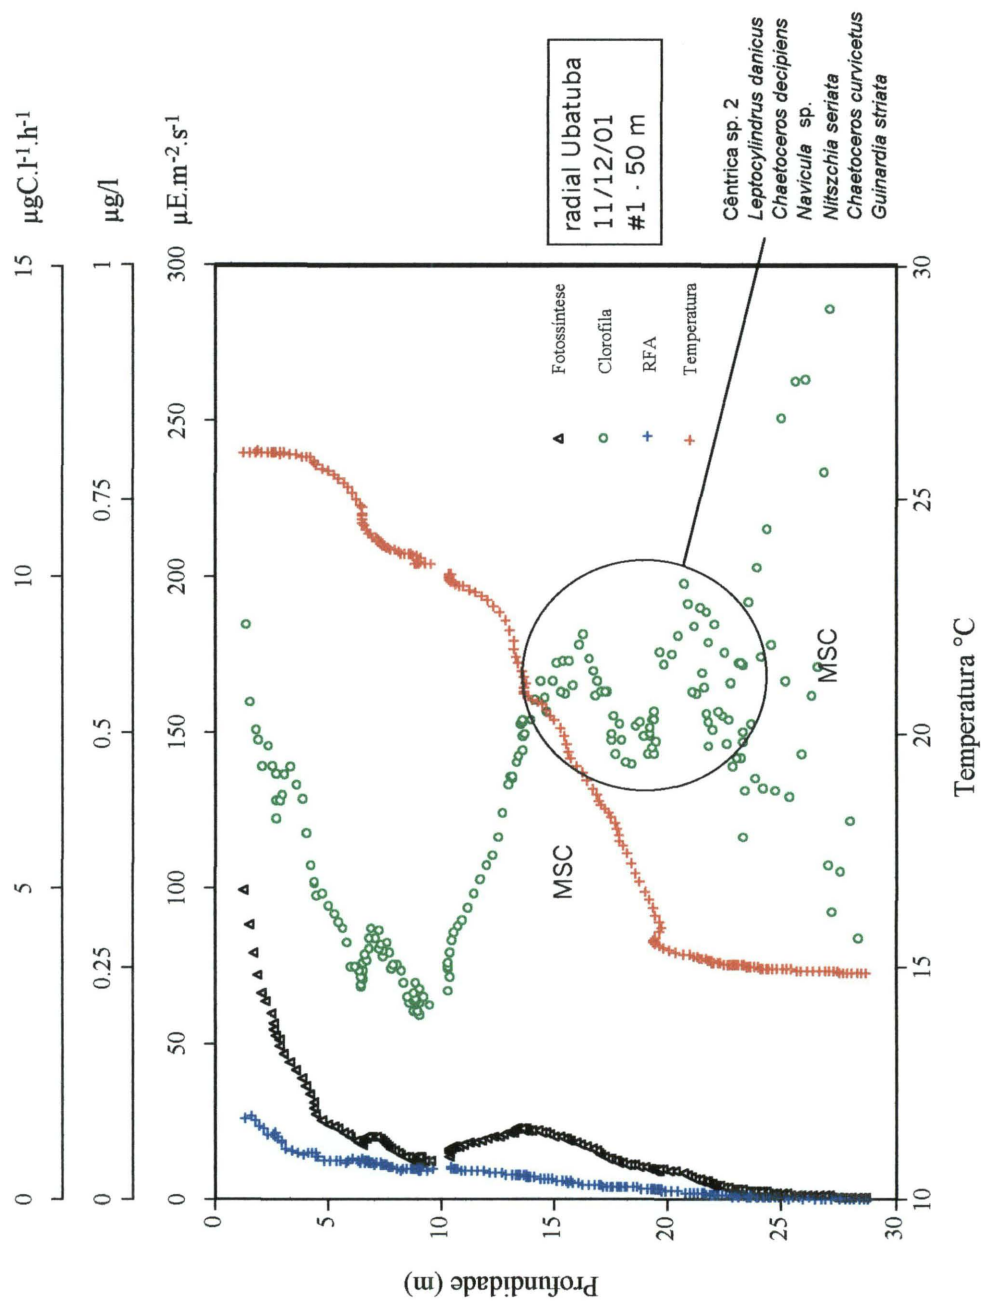 0 5 10 15 µgC.l⁻¹.h⁻¹
0 0.25 0.5 0.75 1 µg/l
0 50 100 150 200 250 300 µE.m⁻².s⁻¹
Profundidade (m)
0
5
10
15
20
25
30
Fotossíntese
Clorofila
RFA
Temperatura
radial Ubatuba
11/12/01
#1 - 50 m
MSC
MSC
Cêntrica sp. 2
Leptocylindrus danicus
Chaetoceros decipiens
Navicula sp.
Nitszchia seriata
Chaetoceros curvicetus
Guinardia striata
10 15 20 25 30
Temperatura °C